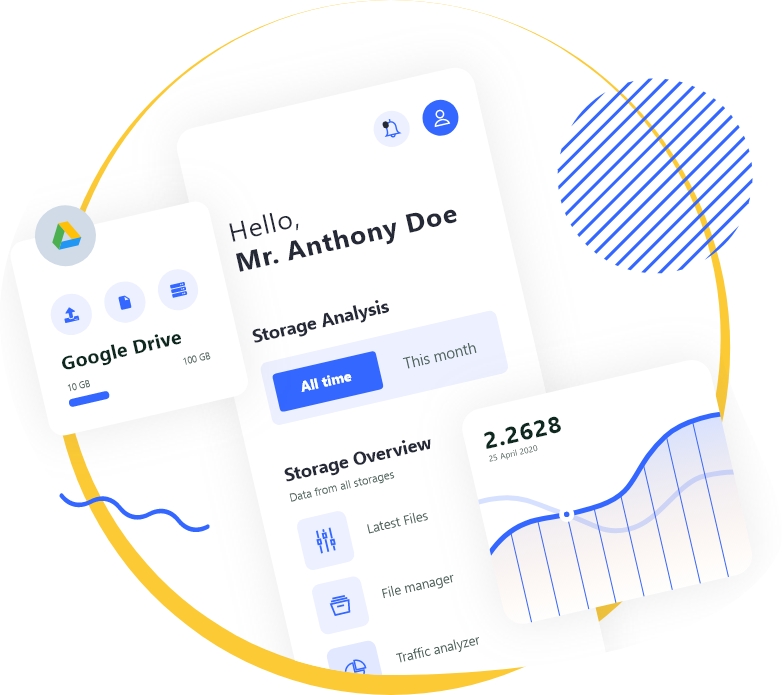 Hello,
Mr. Anthony Doe
Google Drive
10 GB
100 GB
Storage Analysis
All time
This month
Storage Overview
Data from all storages
Latest Files
File manager
Traffic analyzer
2.2628
25 April 2020